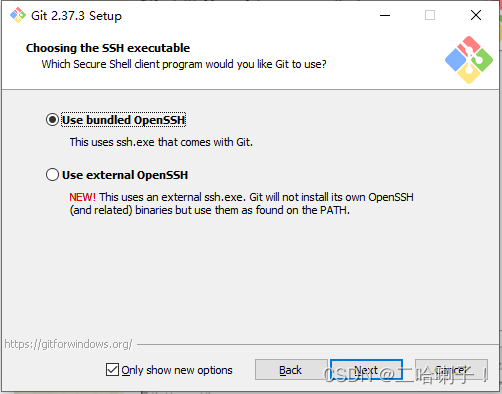 Git 2.37.3 Setup
Choosing the SSH executable
Which Secure Shell client program would you like Git to use?
Use bundled OpenSSH
This uses ssh.exe that comes with Git.
Use external OpenSSH
NEW! This uses an external ssh.exe. Git will not install its own OpenSSH
(and related) binaries but use them as found on the PATH.
https://gitforwindows.org/
Only show new options
Back
Next
Cancel
CSDN @二哈喇子！